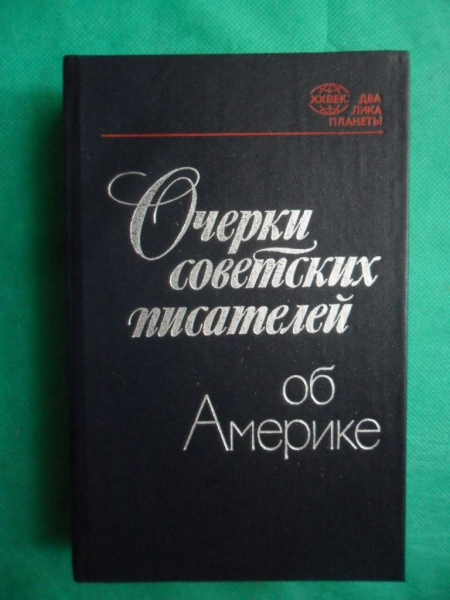 XX ВЕК: ДВА
ЛИКА
ПЛАНЕТЫ
Очерки
советских
писателей
об
Америке